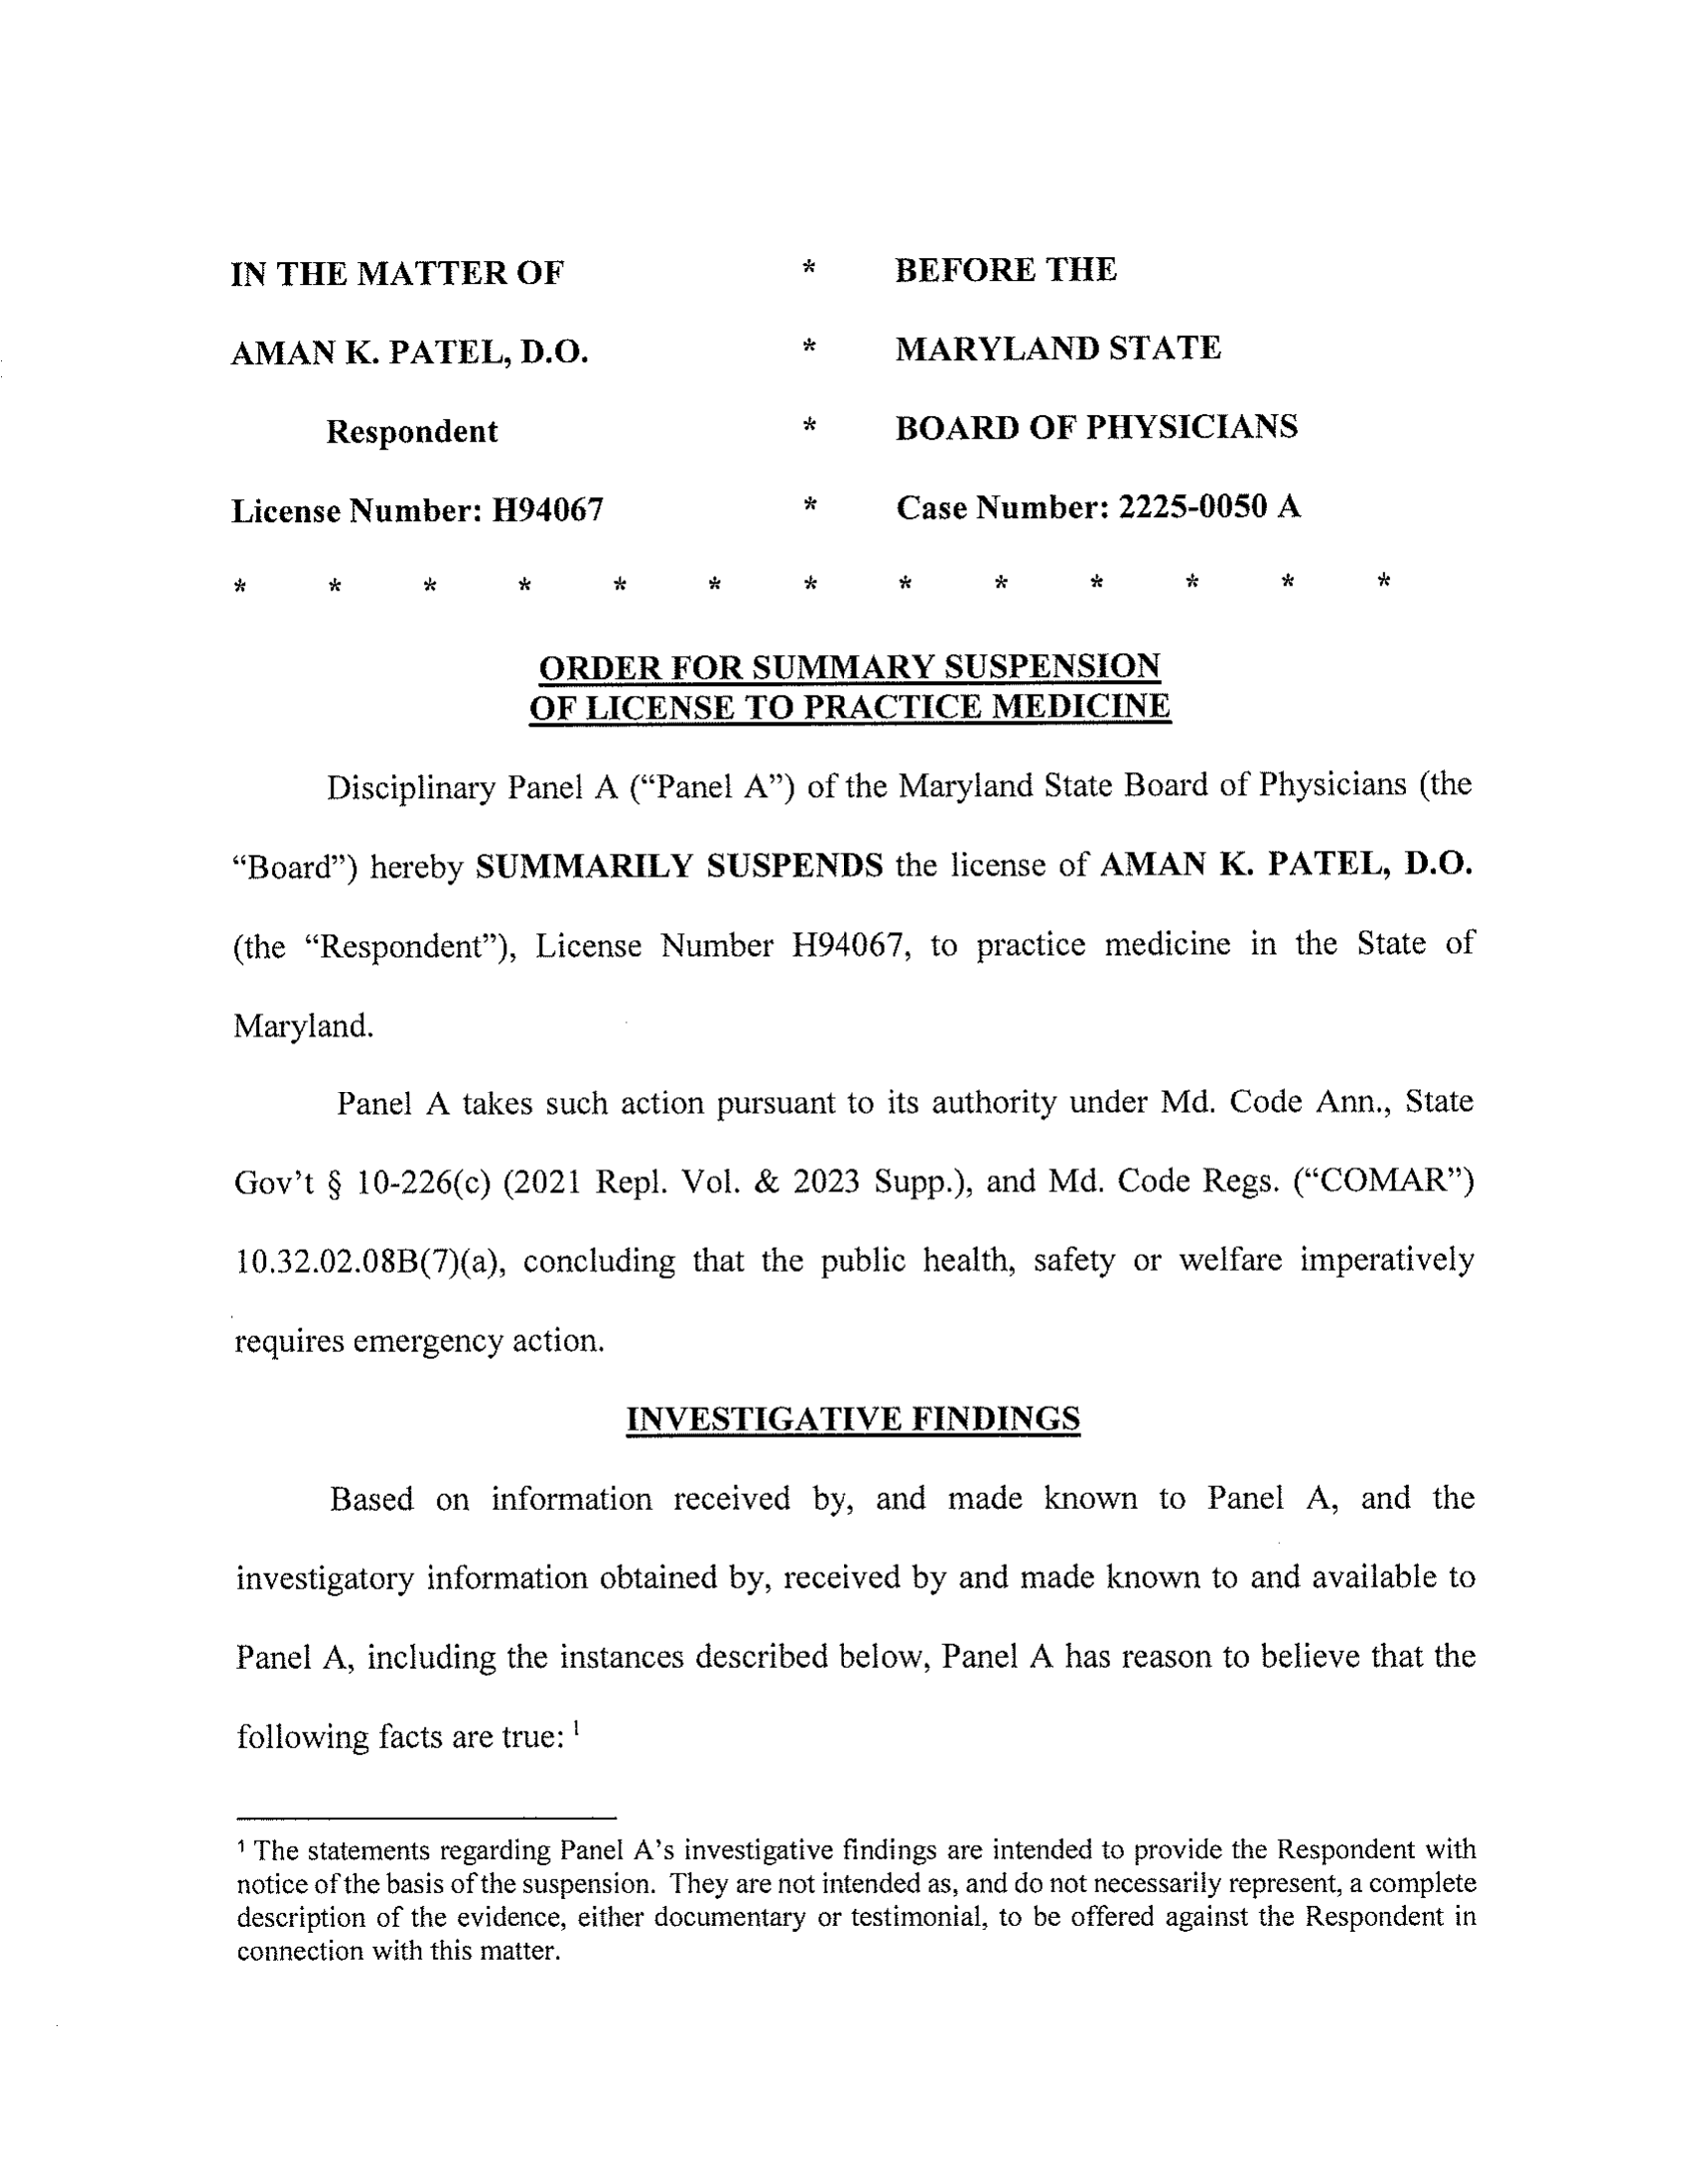 IN THE MATTER OF * BEFORE THE
AMAN K. PATEL, D.O. * MARYLAND STATE
Respondent * BOARD OF PHYSICIANS
License Number: H94067 * Case Number: 2225-0050 A
* * * * * * * * * * * * *
ORDER FOR SUMMARY SUSPENSION
OF LICENSE TO PRACTICE MEDICINE
Disciplinary Panel A (“Panel A”) of the Maryland State Board of Physicians (the
“Board”) hereby SUMMARILY SUSPENDS the license of AMAN K. PATEL, D.O.
(the “Respondent”), License Number H94067, to practice medicine in the State of
Maryland.
Panel A takes such action pursuant to its authority under Md. Code Ann., State
Gov’t § 10-226(c) (2021 Repl. Vol. & 2023 Supp.), and Md. Code Regs. (“COMAR”)
10.32.02.08B(7)(a), concluding that the public health, safety or welfare imperatively
requires emergency action.
INVESTIGATIVE FINDINGS
Based on information received by, and made known to Panel A, and the
investigatory information obtained by, received by and made known to and available to
Panel A, including the instances described below, Panel A has reason to believe that the
following facts are true: 1
1 The statements regarding Panel A’s investigative findings are intended to provide the Respondent with
notice of the basis of the suspension. They are not intended as, and do not necessarily represent, a complete
description of the evidence, either documentary or testimonial, to be offered against the Respondent in
connection with this matter.